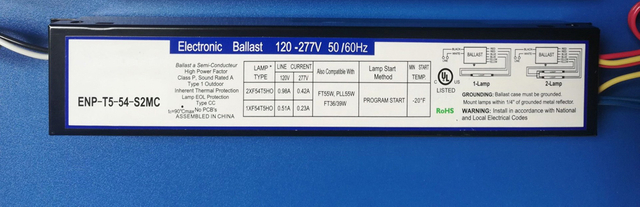 Electronic Ballast 120-277V 50/60Hz
ENP-T5-54-S2MC
Ballast a Semi-Conducteur
High Power Factor
Class P, Sound Rated A
Type 1 Outdoor
Inherent Thermal Protection
Lamp EOL Protection
Type CC
No PCB's
ASSEMBLED IN CHINA
LAMP* TYPE
LINE CURRENT
120V 277V
Also Compatible With
Lamp Start Method
MIN START TEMP.
2XF54T5HO 0.98A 0.42A
1XF54T5HO 0.51A 0.23A
FT55W, PLL55W
FT36/39W
PROGRAM START
-20°F
UL
LISTED
RoHS
BALLAST
1-Lamp
BALLAST
2-Lamp
GROUNDING: Ballast case must be grounded.
Mount lamps within 1/4" of grounded metal reflector.
WARNING: Install in accordance with National
and Local Electrical Codes